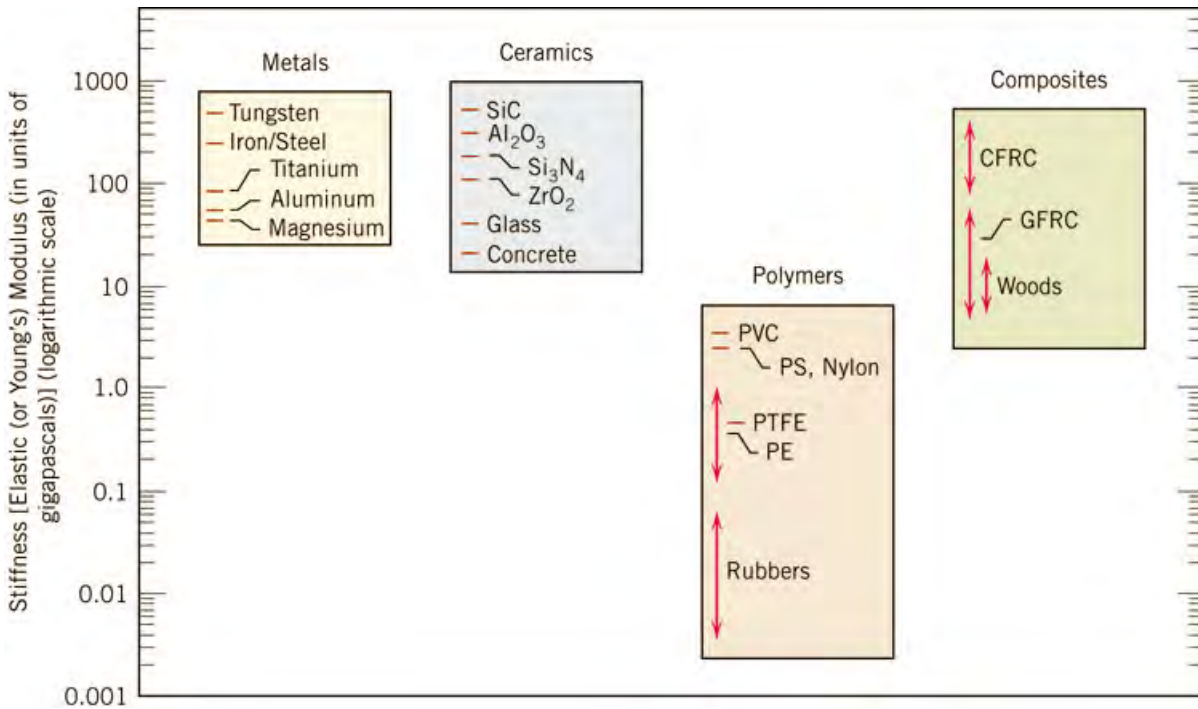 Stiffness [Elastic (or Young's) Modulus (in units of
gigapascals)] (logarithmic scale)
1000
100
10
1.0
0.1
0.01
0.001
Metals
Tungsten
Iron/Steel
Titanium
Aluminum
Magnesium
Ceramics
SiC
Al₂O₃
Si₃N₄
ZrO₂
Glass
Concrete
Polymers
PVC
PS, Nylon
PTFE
PE
Rubbers
Composites
CFRC
GFRC
Woods